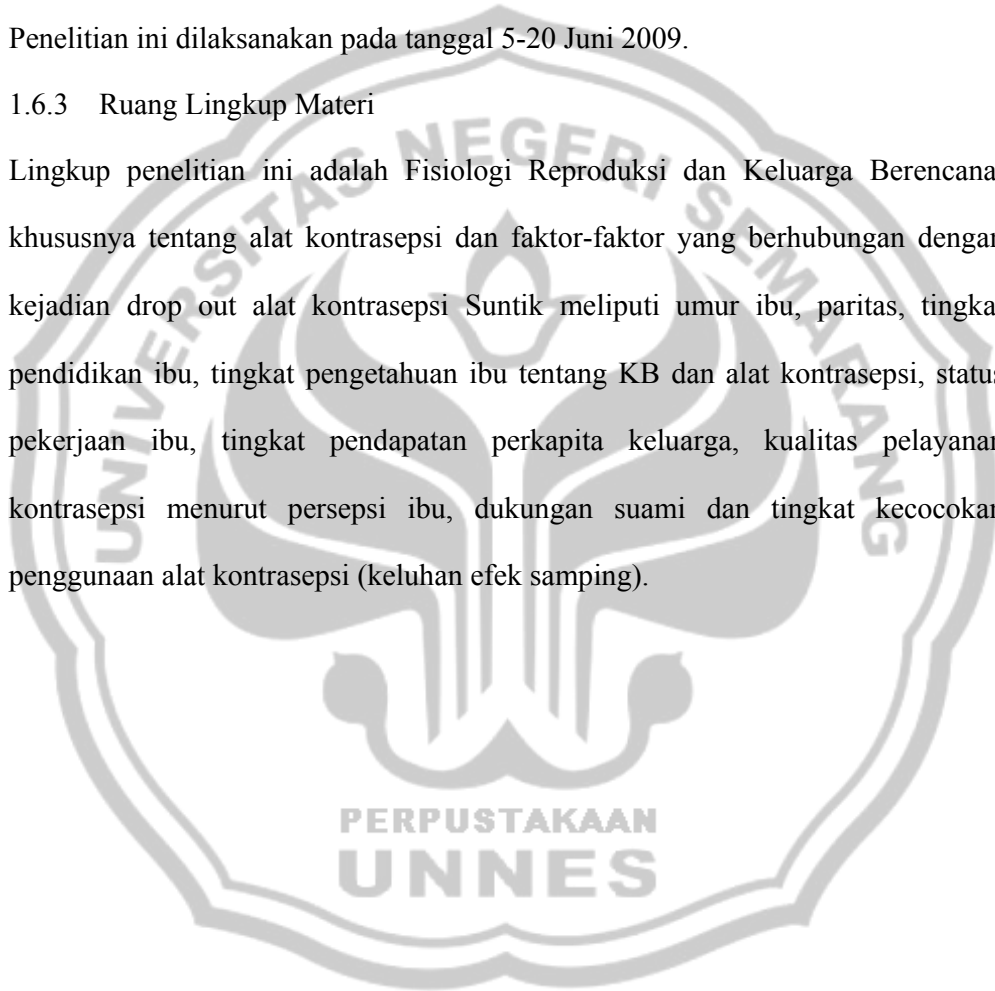 Penelitian ini dilaksanakan pada tanggal 5-20 Juni 2009.
1.6.3 Ruang Lingkup Materi
Lingkup penelitian ini adalah Fisiologi Reproduksi dan Keluarga Berencana
khususnya tentang alat kontrasepsi dan faktor-faktor yang berhubungan dengan
kejadian drop out alat kontrasepsi Suntik meliputi umur ibu, paritas, tingka
pendidikan ibu, tingkat pengetahuan ibu tentang KB dan alat kontrasepsi, status
pekerjaan ibu, tingkat pendapatan perkapita keluarga, kualitas pelayanan
kontrasepsi menurut persepsi ibu, dukungan suami dan tingkat kecocokan
penggunaan alat kontrasepsi (keluhan efek samping).
UNIVERSITAS NEGERI SEMARANG
PERPUSTAKAAN
UNNES